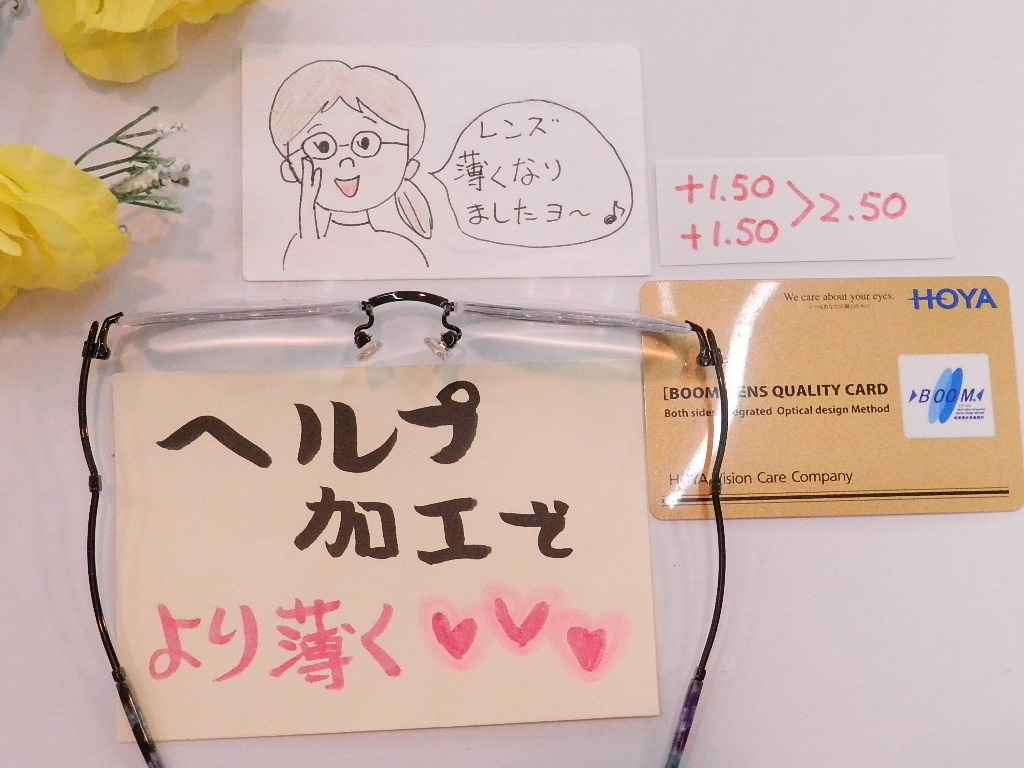 レンズ
薄くなり
ましたヨ～♪
+1.50
+1.50 > 2.50
We care about your eyes.
HOYA
[BOOM] LENS QUALITY CARD
Both sides Integrated Optical design Method
BOOM
HOYA Vision Care Company
ヘルプ
加工で
より薄く